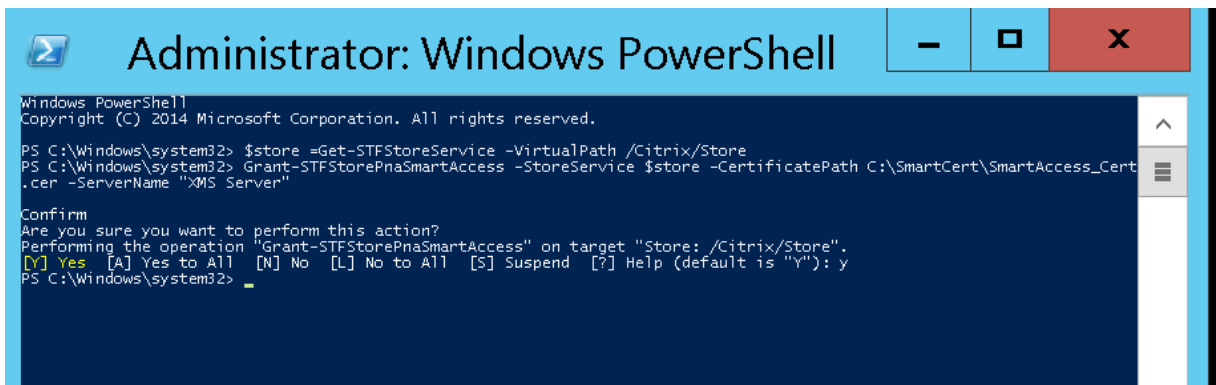 Administrator: Windows PowerShell
Windows PowerShell
Copyright (C) 2014 Microsoft Corporation. All rights reserved.
PS C:\Windows\system32> $store =Get-STFStoreService -VirtualPath /Citrix/Store
PS C:\Windows\system32> Grant-STFStorePnaSmartAccess -StoreService $store -CertificatePath C:\SmartCert\SmartAccess_Cert
.cer -ServerName "XMS Server"
Confirm
Are you sure you want to perform this action?
Performing the operation "Grant-STFStorePnaSmartAccess" on target "Store: /Citrix/Store".
[Y] Yes  [A] Yes to All  [N] No  [L] No to All  [S] Suspend  [?] Help (default is "Y"): y
PS C:\Windows\system32>